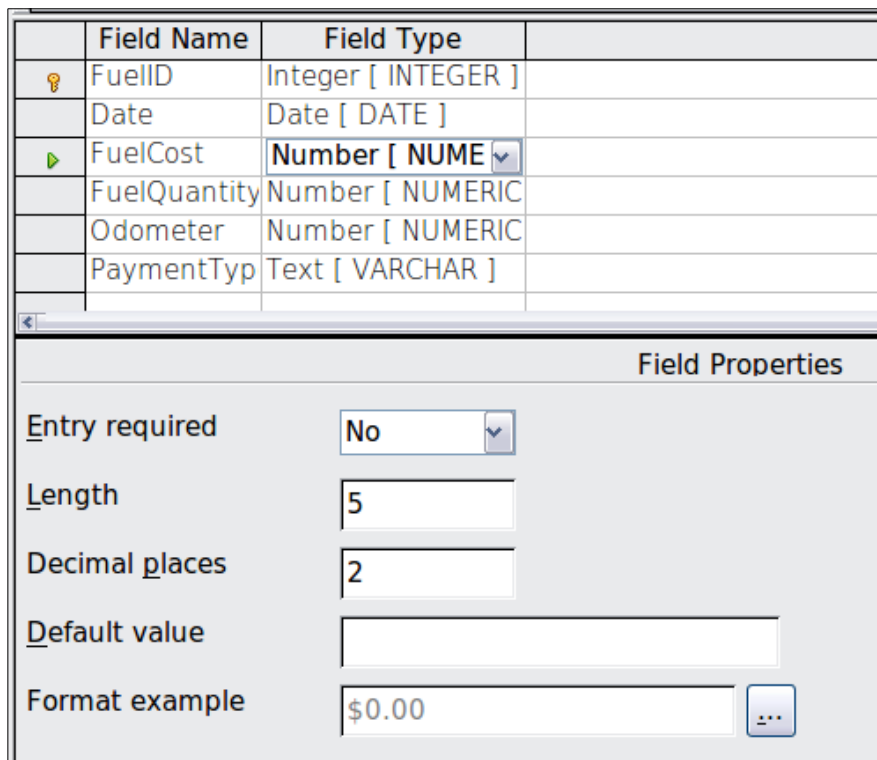 Field Name Field Type
FuelID Integer [ INTEGER ]
Date Date [ DATE ]
FuelCost Number [ NUME
FuelQuantity Number [ NUMERIC
Odometer Number [ NUMERIC
PaymentTyp Text [ VARCHAR ]
Field Properties
Entry required No
Length 5
Decimal places 2
Default value
Format example $0.00 ...